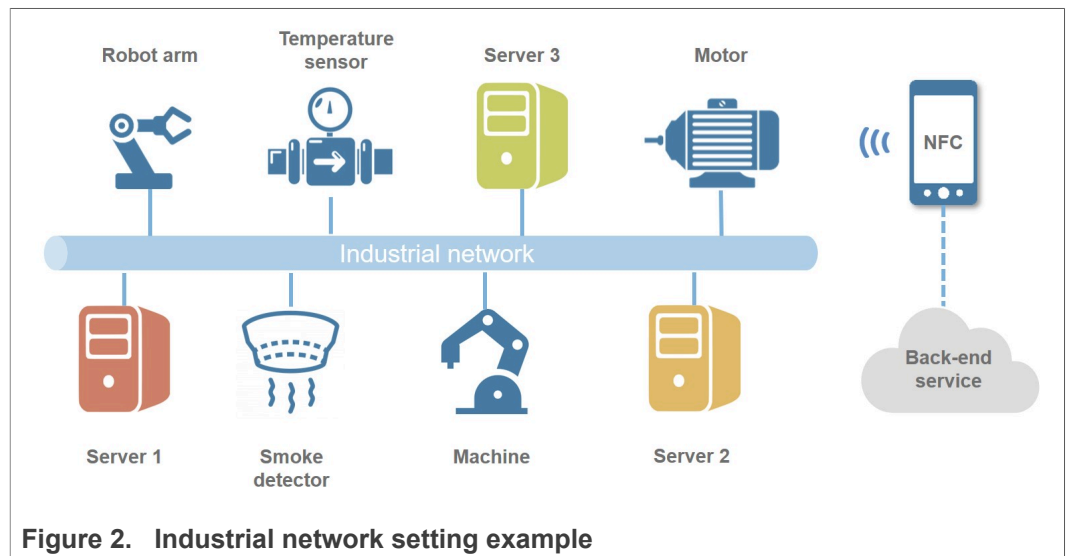 Robot arm
Temperature
sensor
Server 3
Motor
NFC
Industrial network
Server 1
Smoke
detector
Machine
Server 2
Back-end
service
Figure 2. Industrial network setting example